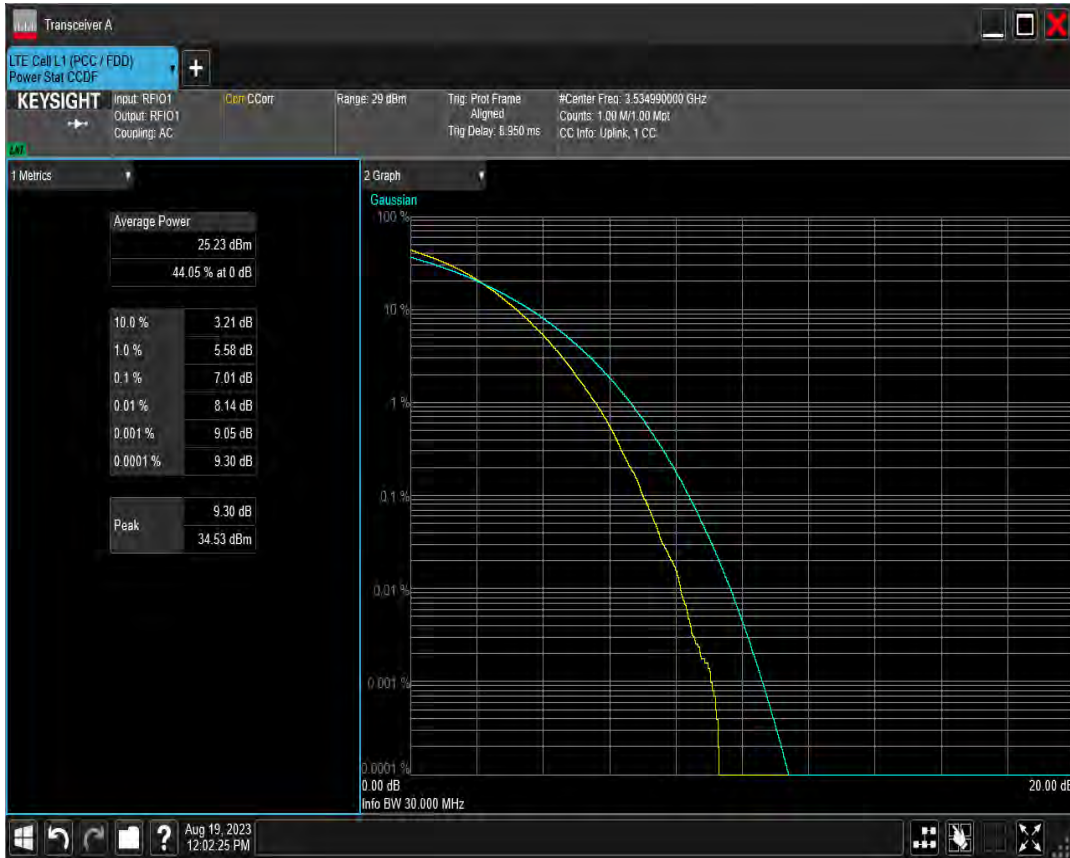 Transceiver A
LTE Cell L1 (PCC / FDD)
Power Stat CCDF
+
KEYSIGHT
Input: RFIO1
Output: RFIO1
Coupling: AC
Corr CCorr
Range: 29 dBm
Trig: Prot Frame
Aligned
Trig Delay: 8.950 ms
#Center Freq: 3.534990000 GHz
Counts: 1.00 M/1.00 Mpt
CC Info: Uplink, 1 CC
1 Metrics
Average Power
25.23 dBm
44.05 % at 0 dB
10.0 % 3.21 dB
1.0 % 5.58 dB
0.1 % 7.01 dB
0.01 % 8.14 dB
0.001 % 9.05 dB
0.0001 % 9.30 dB
Peak
9.30 dB
34.53 dBm
2 Graph
Gaussian
100 %
10 %
1 %
0.1 %
0.01 %
0.001 %
0.0001 %
0.00 dB
20.00 dB
Info BW 30.000 MHz
?
Aug 19, 2023
12:02:25 PM